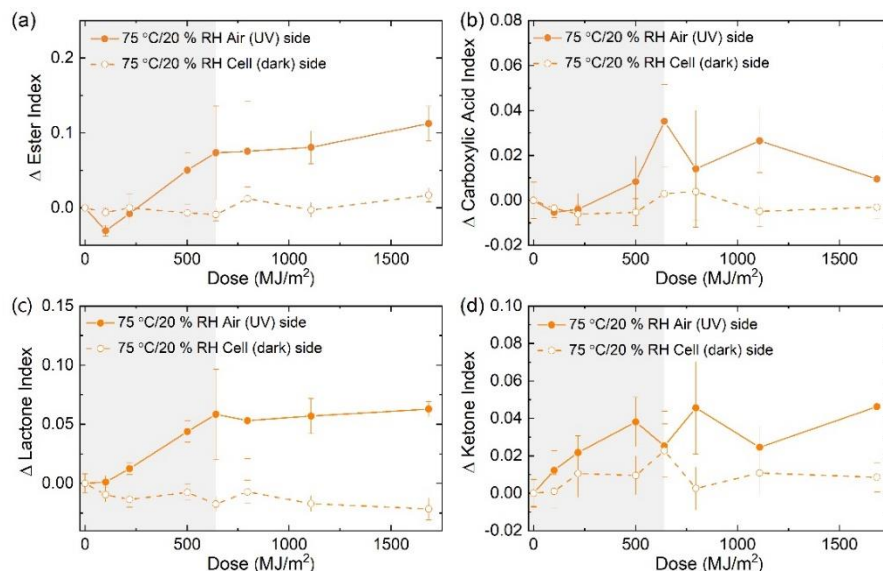 (a)
75 °C/20 % RH Air (UV) side
75 °C/20 % RH Cell (dark) side
Δ Ester Index
0.2
0.1
0.0
0 500 1000 1500
Dose (MJ/m²)
(b)
75 °C/20 % RH Air (UV) side
75 °C/20 % RH Cell (dark) side
Δ Carboxylic Acid Index
0.08
0.06
0.04
0.02
0.00
-0.02
0 500 1000 1500
Dose (MJ/m²)
(c)
75 °C/20 % RH Air (UV) side
75 °C/20 % RH Cell (dark) side
Δ Lactone Index
0.15
0.10
0.05
0.00
0 500 1000 1500
Dose (MJ/m²)
(d)
75 °C/20 % RH Air (UV) side
75 °C/20 % RH Cell (dark) side
Δ Ketone Index
0.10
0.08
0.06
0.04
0.02
0.00
-0.02
0 500 1000 1500
Dose (MJ/m²)